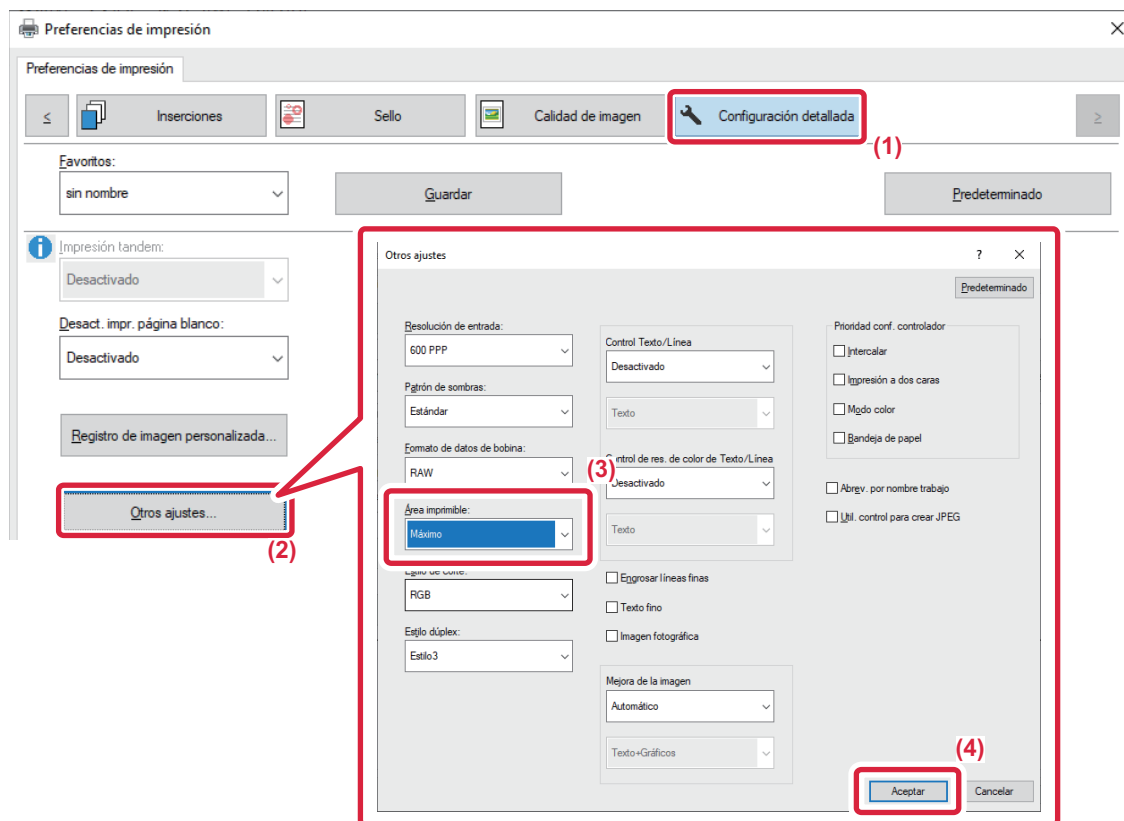 Preferencias de impresión
Preferencias de impresión
<
Inserciones
Sello
Calidad de imagen
Configuración detallada
>
(1)
Favoritos:
sin nombre
Guardar
Predeterminado
Impresión tandem:
Desactivado
Desact. impr. página blanco:
Desactivado
Registro de imagen personalizada...
Otros ajustes...
(2)
Otros ajustes
?
Predeterminado
Resolución de entrada:
600 PPP
Patrón de sombras:
Estándar
Formato de datos de bobina:
RAW
(3)
Área imprimible:
Máximo
Estilo de corte:
RGB
Estilo dúplex:
Estilo3
Control Texto/Línea
Desactivado
Texto
Control de res. de color de Texto/Línea
Desactivado
Texto
Engrosar líneas finas
Texto fino
Imagen fotográfica
Mejora de la imagen
Automático
Texto+Gráficos
Prioridad conf. controlador
Intercalar
Impresión a dos caras
Modo color
Bandeja de papel
Abrev. por nombre trabajo
Util. control para crear JPEG
(4)
Aceptar
Cancelar